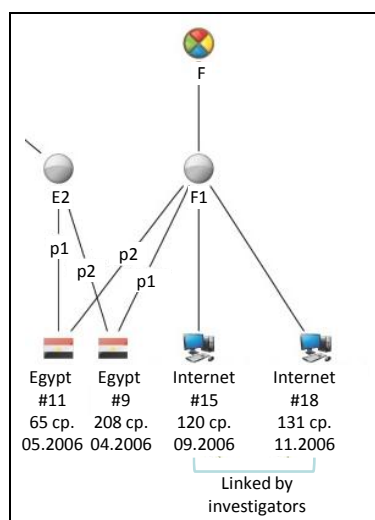 F
E2
F1
p1
p2
p2
p1
Egypt
#11
65 cp.
05.2006
Egypt
#9
208 cp.
04.2006
Internet
#15
120 cp.
09.2006
Internet
#18
131 cp.
11.2006
Linked by
investigators